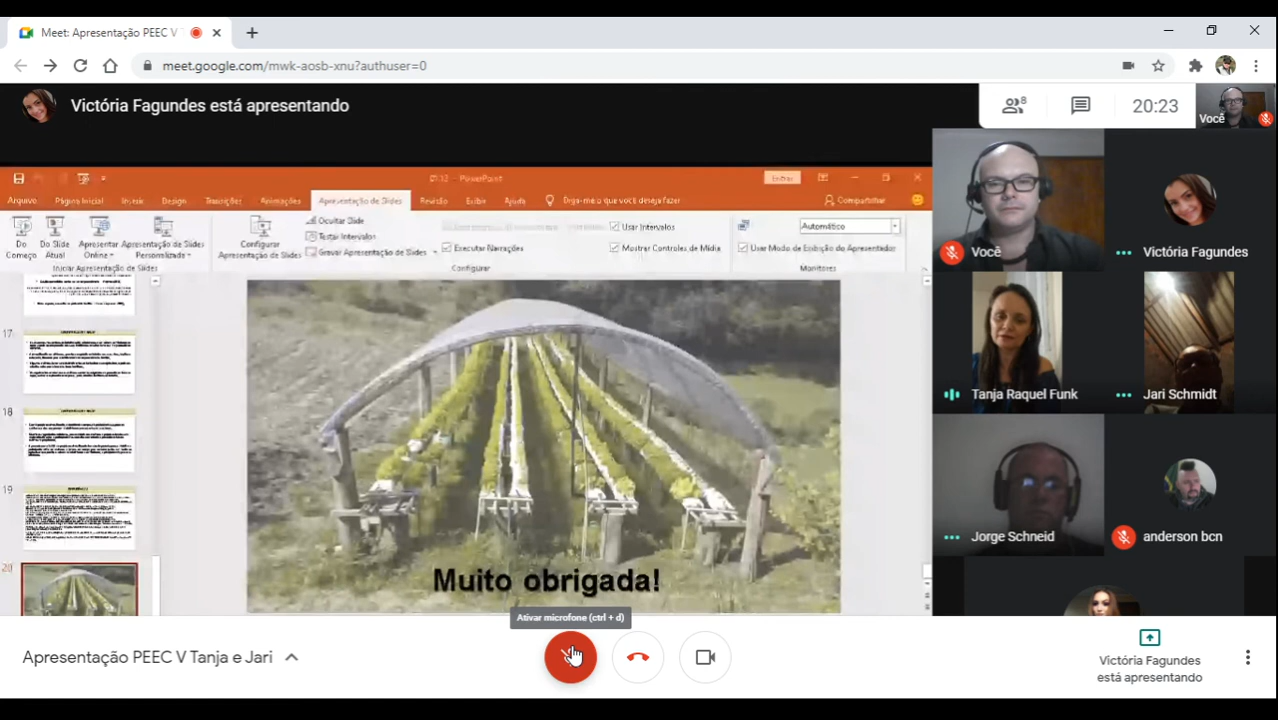 Meet: Apresentação PEEC V T
meet.google.com/mwk-aosb-xnu?authuser=0
Victória Fagundes está apresentando
8
20:23
Você
01.12 - PowerPoint
Entrar
Arquivo Página Inicial Inserir Design Transições Animações Apresentação de Slides Revisão Exibir Ajuda Diga-me o que você deseja fazer Compartilhar
Do Começo
Do Slide Atual
Apresentar Online
Apresentação de Slides Personalizada
Iniciar Apresentação de Slides
Configurar Apresentação de Slides
Ocultar Slide
Testar Intervalos
Gravar Apresentação de Slides
Executar Narrações
Usar Intervalos
Mostrar Controles de Mídia
Configurar
Automático
Usar Modo de Exibição do Apresentador
Monitores
17
18
19
20
Muito obrigada!
Você
Victória Fagundes
Tanja Raquel Funk
Jari Schmidt
Jorge Schneid
anderson bcn
Ativar microfone (ctrl + d)
Apresentação PEEC V Tanja e Jari
Victória Fagundes
está apresentando